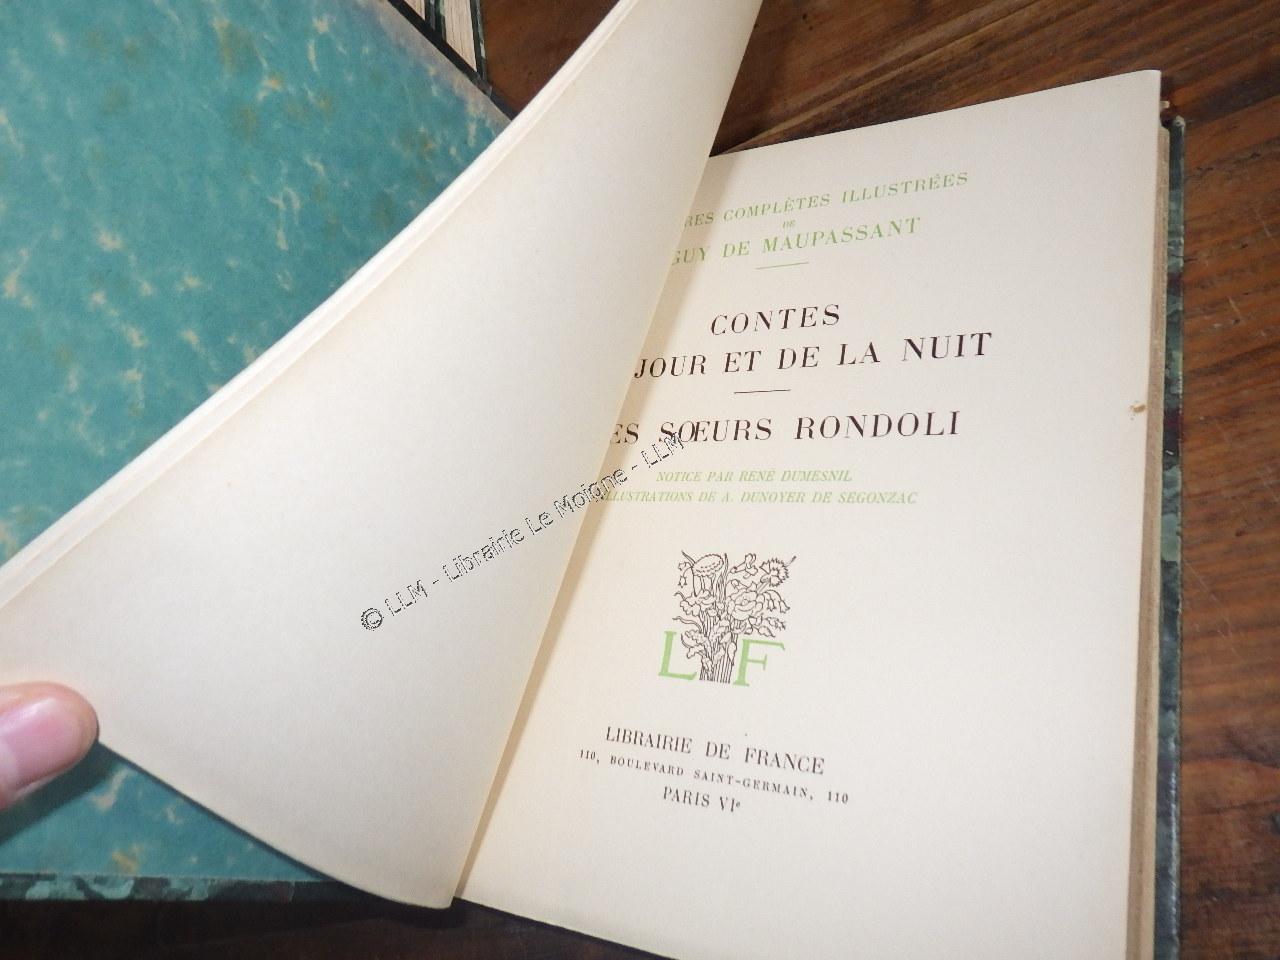 RES COMPLÈTES ILLUSTRÉES
DE
GUY DE MAUPASSANT
CONTES
JOUR ET DE LA NUIT
ES SŒURS RONDOLI
NOTICE PAR RENÉ DUMESNIL
ILLUSTRATIONS DE A. DUNOYER DE SEGONZAC
L F
LIBRAIRIE DE FRANCE
110, BOULEVARD SAINT-GERMAIN, 110
PARIS VIe
© LLM - Librairie Le Moigne - LLM